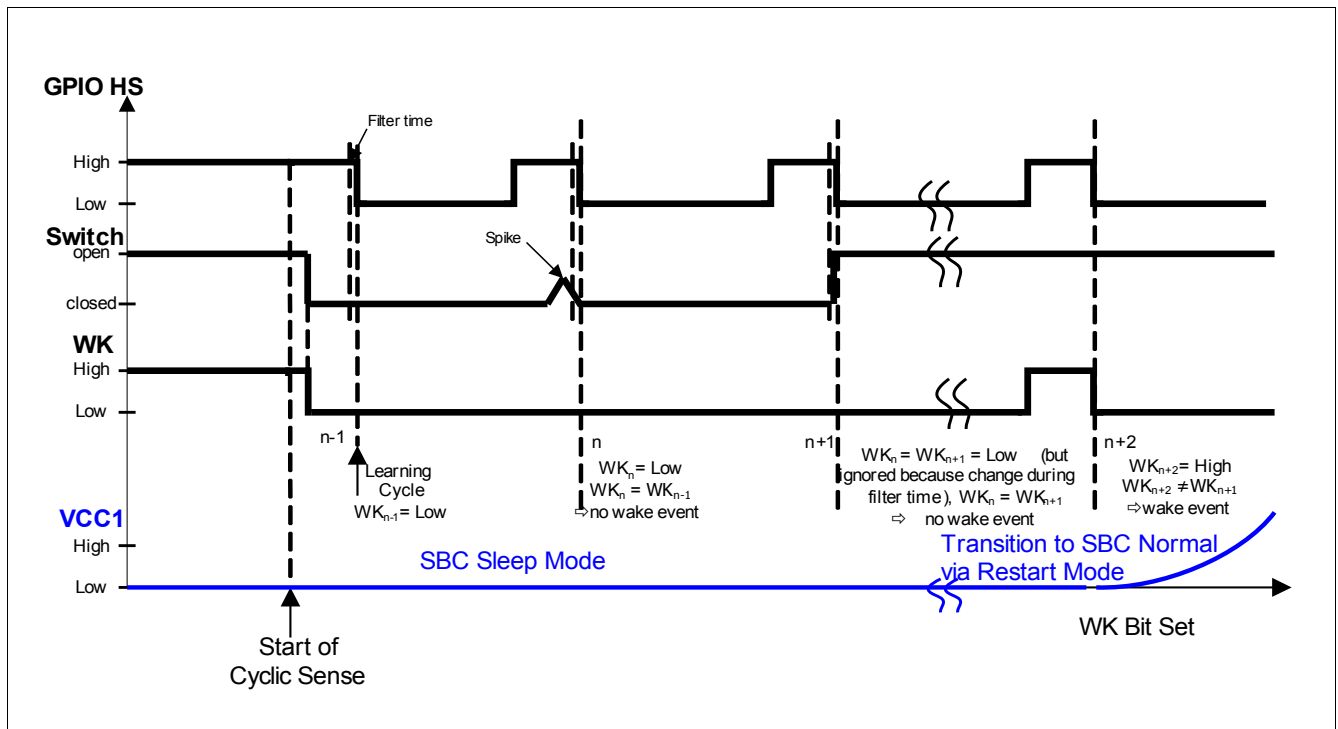 GPIO HS
Filter time
High
Low
Switch
open
Spike
closed
WK
High
Low
n-1
n
n+1
n+2
Learning
Cycle
WKn-1= Low
WKn= Low
WKn = WKn-1
⇨no wake event
WKn = WKn+1 = Low (but
ignored because change during
filter time), WKn = WKn+1
⇨ no wake event
WKn+2= High
WKn+2 ≠WKn+1
⇨wake event
VCC1
High
Low
SBC Sleep Mode
Transition to SBC Normal
via Restart Mode
Start of
Cyclic Sense
WK Bit Set